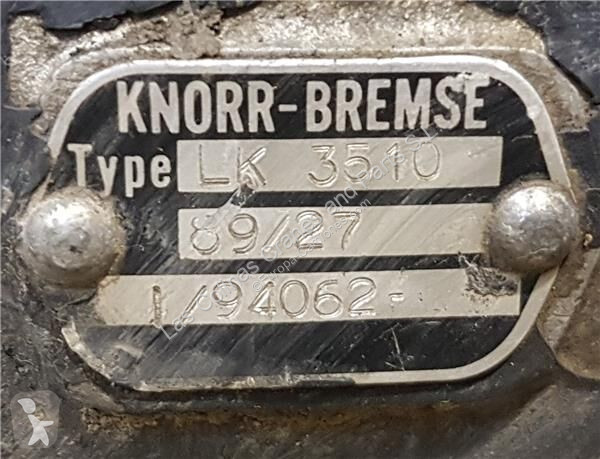 KNORR-BREMSE
Type LK 3510
89/27
I/94062-